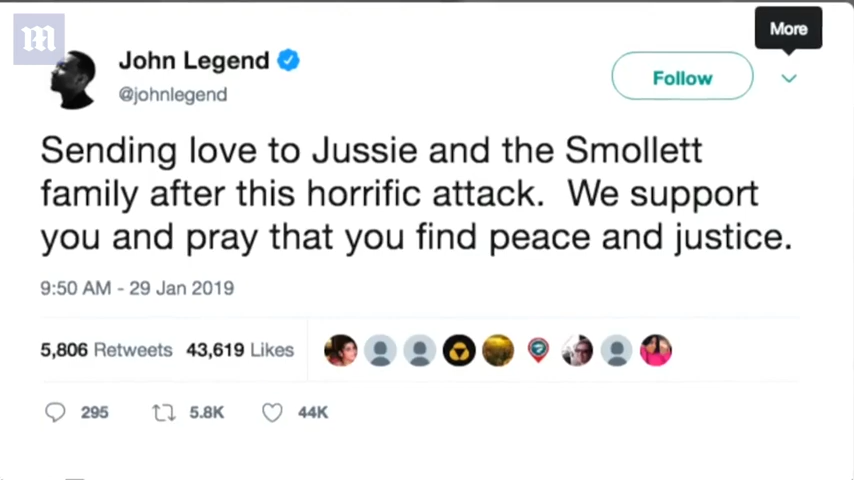 m
More
John Legend
@johnlegend
Follow
Sending love to Jussie and the Smollett
family after this horrific attack.  We support
you and pray that you find peace and justice.
9:50 AM - 29 Jan 2019
5,806 Retweets 43,619 Likes
295 5.8K 44K